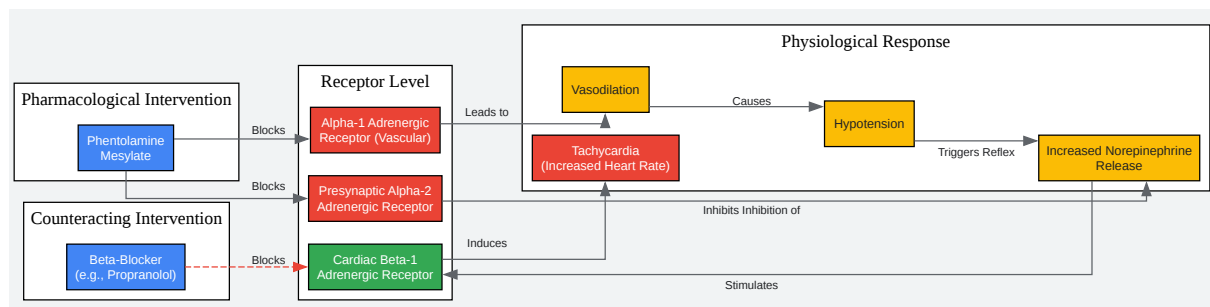 Physiological Response
Receptor Level
Pharmacological Intervention
Phentolamine
Mesylate
Blocks
Alpha-1 Adrenergic
Receptor (Vascular)
Leads to
Vasodilation
Causes
Hypotension
Triggers Reflex
Increased Norepinephrine
Release
Tachycardia
(Increased Heart Rate)
Blocks
Presynaptic Alpha-2
Adrenergic Receptor
Inhibits Inhibition of
Counteracting Intervention
Beta-Blocker
(e.g., Propranolol)
Blocks
Cardiac Beta-1
Adrenergic Receptor
Induces
Stimulates